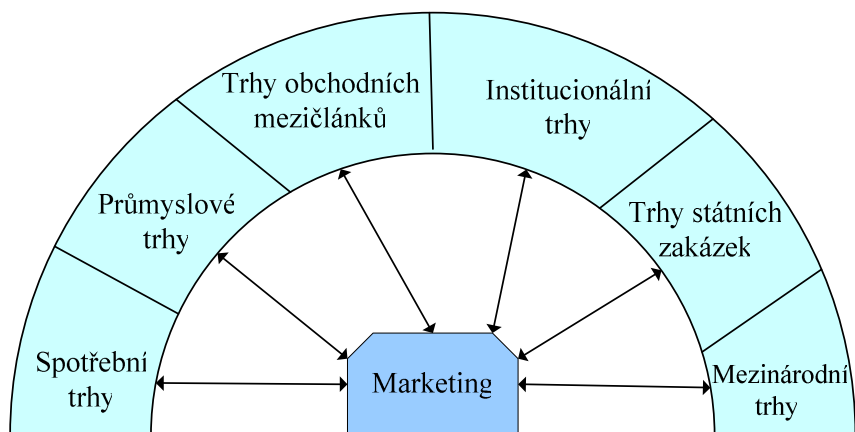 Trhy obchodních
mezičlánků
Institucionální
trhy
Průmyslové
trhy
Trhy státních
zakázek
Spotřební
trhy
Marketing
Mezinárodní
trhy